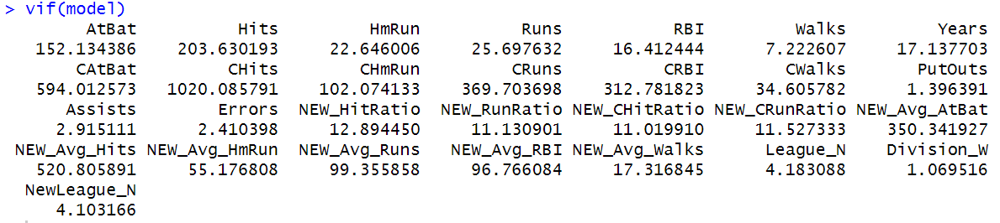 > vif(model)
AtBat Hits HmRun Runs RBI Walks Years
152.134386 203.630193 22.646006 25.697632 16.412444 7.222607 17.137703
CAtBat CHits CHmRun CRuns CRBI CWalks PutOuts
594.012573 1020.085791 102.074133 369.703698 312.781823 34.605782 1.396391
Assists Errors NEW_HitRatio NEW_RunRatio NEW_CHitRatio NEW_CRunRatio NEW_Avg_AtBat
2.915111 2.410398 12.894450 11.130901 11.019910 11.527333 350.341927
NEW_Avg_Hits NEW_Avg_HmRun NEW_Avg_Runs NEW_Avg_RBI NEW_Avg_Walks League_N Division_W
520.805891 55.176808 99.355858 96.766084 17.316845 4.183088 1.069516
NewLeague_N
4.103166